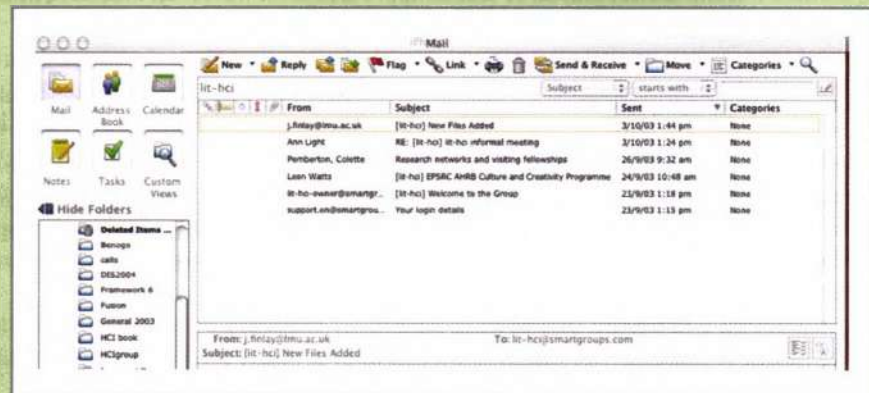 Mail
New Reply Flag Link Send & Receive Move Categories
lit-hci Subject starts with
Mail Address Book Calendar
From Subject Sent Categories
j.finlay@lmu.ac.uk [lit-hci] New Files Added 3/10/03 1:44 pm None
Ann Light RE: [lit-hci] lit-hci informal meeting 3/10/03 1:24 pm None
Pemberton, Colette Research networks and visiting fellowships 26/9/03 9:32 am None
Leon Watts [lit-hci] EPSRC AHRB Culture and Creativity Programme 24/9/03 10:48 am None
lit-hci-owner@smartgr... [lit-hci] Welcome to the Group 23/9/03 1:18 pm None
support.en@smartgrou... Your login details 23/9/03 1:15 pm None
Notes Tasks Custom Views
Hide Folders
Deleted Items ...
Benogo
calls
DIS2004
Framework 6
Fusion
General 2003
HCI book
HCIgroup
From: j.finlay@lmu.ac.uk To: lit-hci@smartgroups.com
Subject: [lit-hci] New Files Added